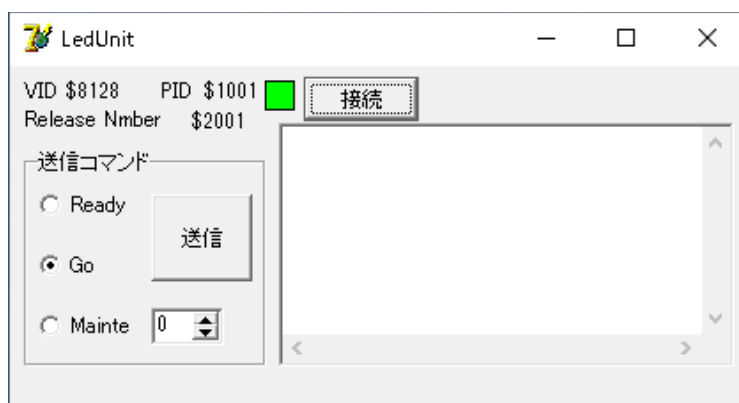 LedUnit
VID $8128 PID $1001
接続
Release Nmber $2001
送信コマンド
Ready
送信
Go
Mainte 0